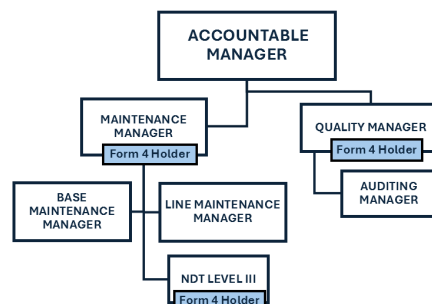 ACCOUNTABLE
MANAGER
MAINTENANCE
MANAGER
Form 4 Holder
QUALITY MANAGER
Form 4 Holder
BASE
MAINTENANCE
MANAGER
LINE MAINTENANCE
MANAGER
AUDITING
MANAGER
NDT LEVEL III
Form 4 Holder